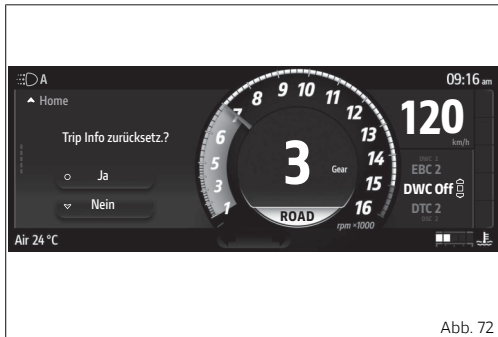 A
09:16 am
Home
Trip Info zurücksetz.?
Ja
Nein
Air 24 °C
1
3
5
6
7
8
9
10
11
12
13
14
15
16
rpm ×1000
3
Gear
ROAD
120
km/h
EBC 2
DWC Off
DTC 2
Abb. 72